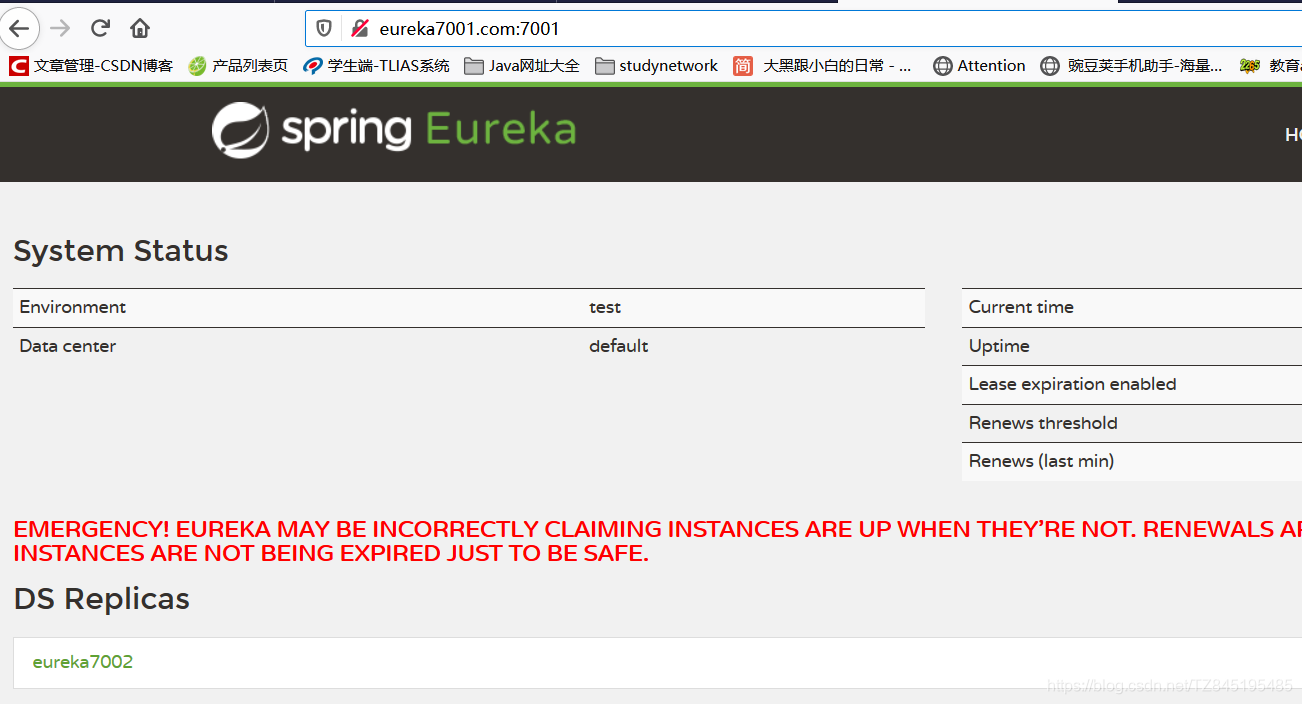 eureka7001.com:7001
文章管理-CSDN博客 产品列表页 学生端-TLIAS系统 Java网址大全 studynetwork 简 大黑跟小白的日常 - ... Attention 豌豆荚手机助手-海量... 2265 教育
spring Eureka
HO
System Status
Environment test Current time
Data center default Uptime
Lease expiration enabled
Renews threshold
Renews (last min)
EMERGENCY! EUREKA MAY BE INCORRECTLY CLAIMING INSTANCES ARE UP WHEN THEY'RE NOT. RENEWALS AR
INSTANCES ARE NOT BEING EXPIRED JUST TO BE SAFE.
DS Replicas
eureka7002
https://blog.csdn.net/TZ845195485